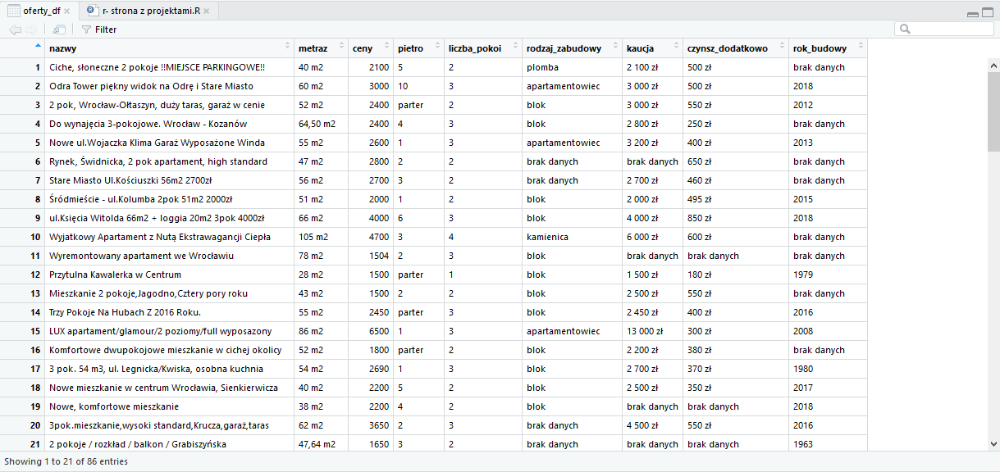 oferty_df r- strona z projektami.R
Filter
nazwy metraz ceny pietro liczba_pokoi rodzaj_zabudowy kaucja czynsz_dodatkowo rok_budowy
1 Ciche, słoneczne 2 pokoje !!MIEJSCE PARKINGOWE!! 40 m2 2100 5 2 plomba 2 100 zł 500 zł brak danych
2 Odra Tower piękny widok na Odrę i Stare Miasto 60 m2 3000 10 3 apartamentowiec 3 000 zł 500 zł 2018
3 2 pok, Wrocław-Ołtaszyn, duży taras, garaż w cenie 52 m2 2400 parter 2 blok 3 000 zł 550 zł 2012
4 Do wynajęcia 3-pokojowe. Wrocław - Kozanów 64,50 m2 2400 4 3 blok 2 800 zł 250 zł brak danych
5 Nowe ul.Wojaczka Klima Garaż Wyposażone Winda 55 m2 2600 1 3 apartamentowiec 3 200 zł 400 zł 2013
6 Rynek, Świdnicka, 2 pok apartament, high standard 47 m2 2800 2 2 brak danych brak danych 650 zł brak danych
7 Stare Miasto Ul.Kościuszki 56m2 2700zł 56 m2 2700 3 2 brak danych 2 700 zł 460 zł brak danych
8 Śródmieście - ul.Kolumba 2pok 51m2 2000zł 51 m2 2000 1 2 blok 2 000 zł 495 zł 2015
9 ul.Księcia Witolda 66m2 + loggia 20m2 3pok 4000zł 66 m2 4000 6 3 blok 4 000 zł 850 zł 2018
10 Wyjatkowy Apartament z Nutą Ekstrawagancji Ciepła 105 m2 4700 3 4 kamienica 6 000 zł 600 zł brak danych
11 Wyremontowany apartament we Wrocławiu 78 m2 1504 2 3 blok brak danych brak danych brak danych
12 Przytulna Kawalerka w Centrum 28 m2 1500 parter 1 blok 1 500 zł 180 zł 1979
13 Mieszkanie 2 pokoje,Jagodno,Cztery pory roku 43 m2 1500 2 2 blok 2 500 zł 550 zł brak danych
14 Trzy Pokoje Na Hubach Z 2016 Roku. 55 m2 2450 parter 3 blok 2 450 zł 400 zł 2016
15 LUX apartament/glamour/2 poziomy/full wyposazony 86 m2 6500 1 3 apartamentowiec 13 000 zł 300 zł 2008
16 Komfortowe dwupokojowe mieszkanie w cichej okolicy 52 m2 1800 parter 2 blok 2 200 zł 380 zł brak danych
17 3 pok. 54 m3, ul. Legnicka/Kwiska, osobna kuchnia 54 m2 2690 1 3 blok 2 700 zł 370 zł 1980
18 Nowe mieszkanie w centrum Wrocławia, Sienkierwicza 40 m2 2200 5 2 blok 2 500 zł 350 zł 2017
19 Nowe, komfortowe mieszkanie 38 m2 2200 4 2 blok brak danych brak danych 2018
20 3pok.mieszkanie,wysoki standard,Krucza,garaż,taras 62 m2 3650 2 3 brak danych 4 500 zł 550 zł 2016
21 2 pokoje / rozkład / balkon / Grabiszyńska 47,64 m2 1650 3 2 brak danych brak danych brak danych 1963
Showing 1 to 21 of 86 entries